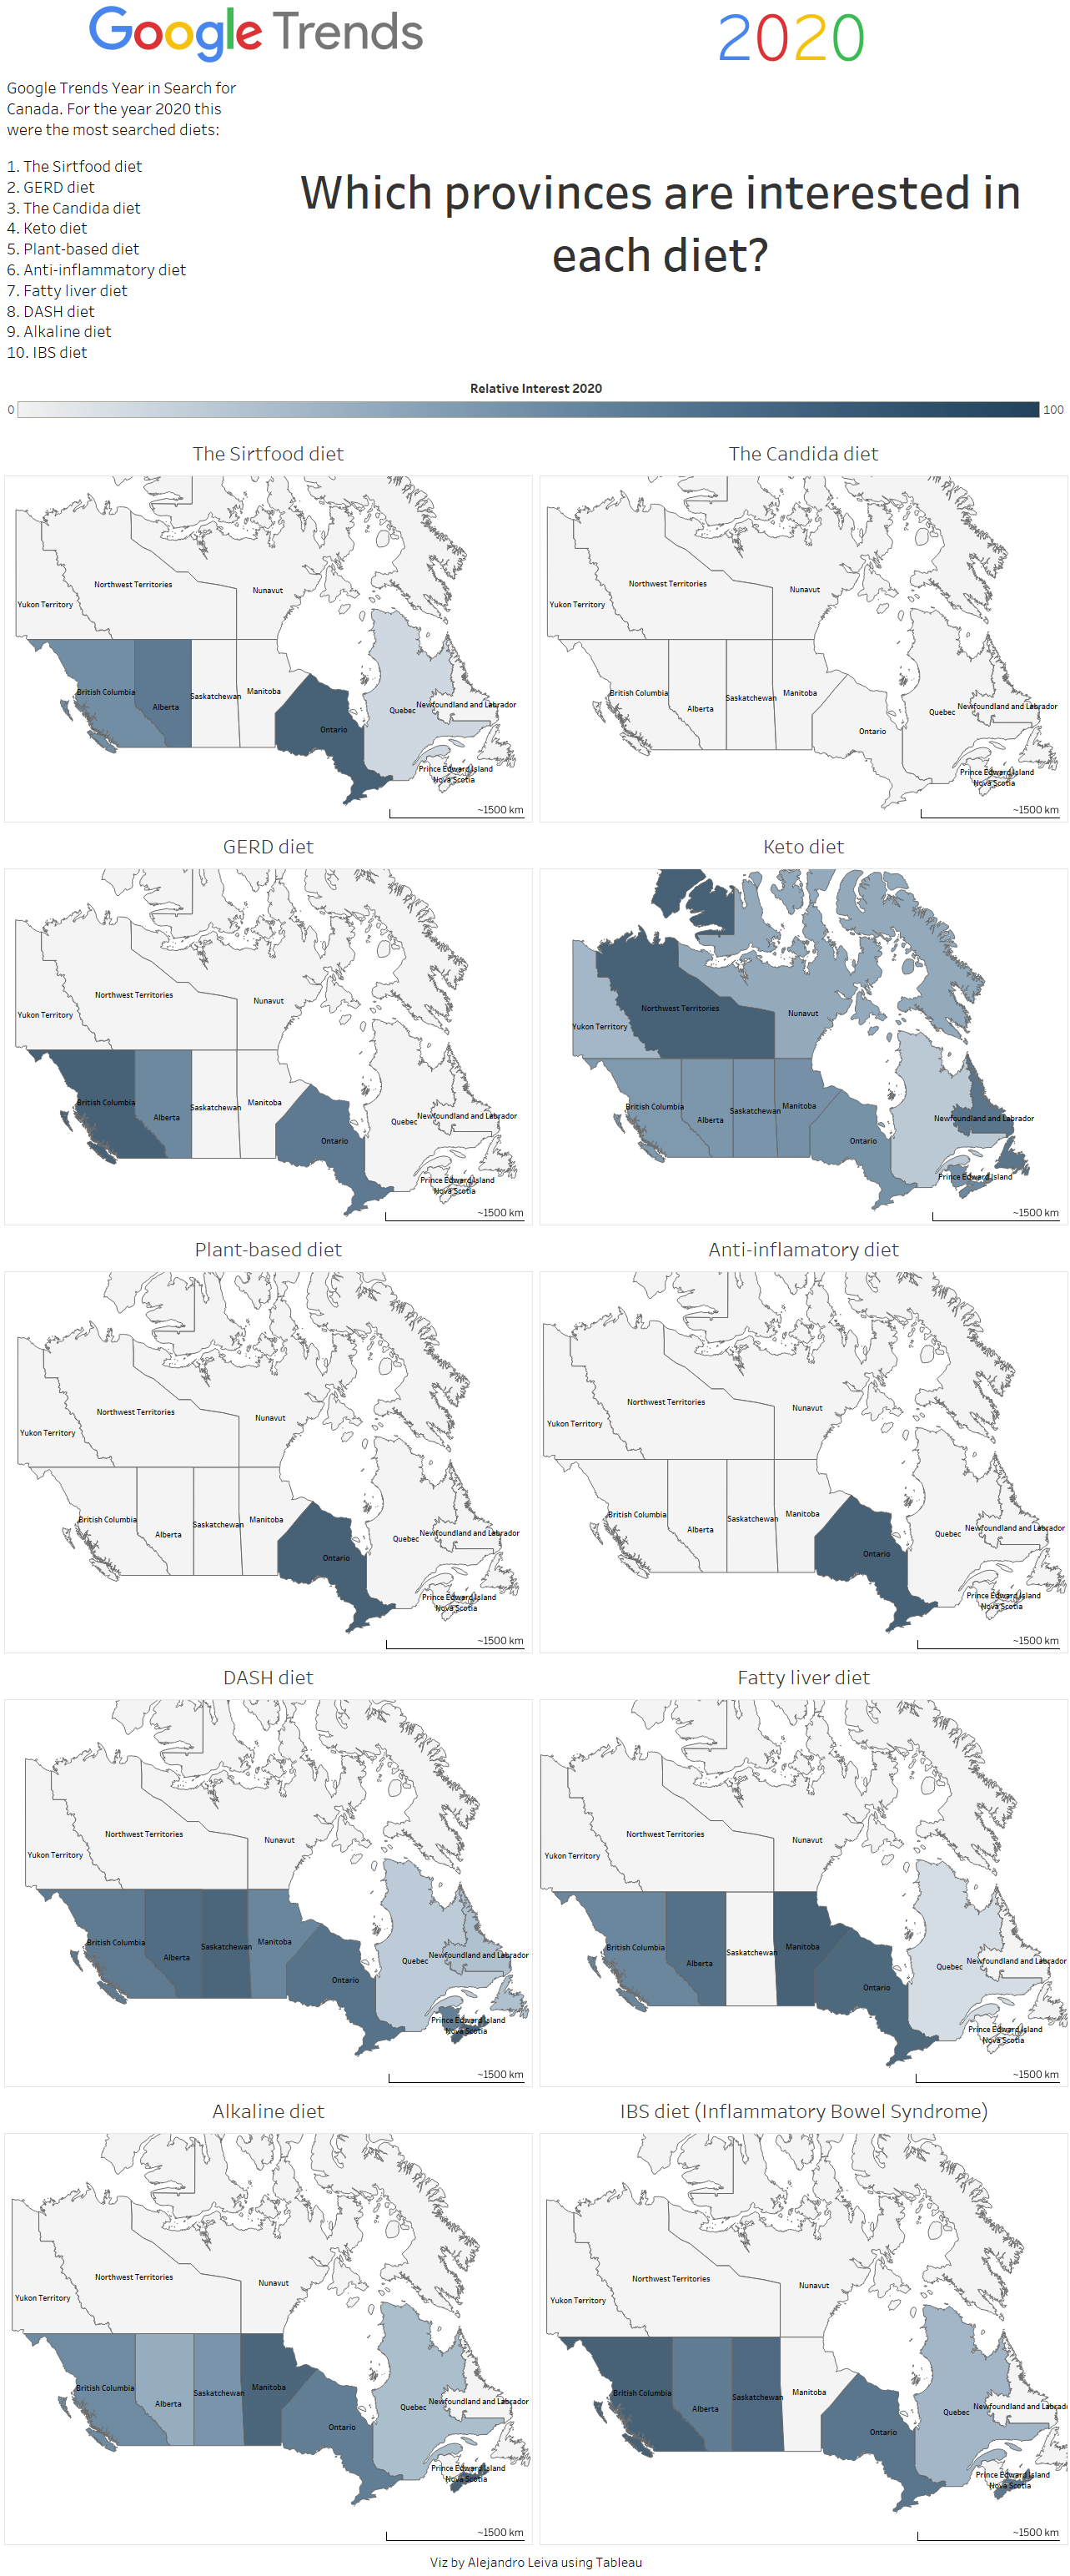 Google Trends
2020
Google Trends Year in Search for
Canada. For the year 2020 this
were the most searched diets:
1. The Sirtfood diet
2. GERD diet
3. The Candida diet
4. Keto diet
5. Plant-based diet
6. Anti-inflammatory diet
7. Fatty liver diet
8. DASH diet
9. Alkaline diet
10. IBS diet
Which provinces are interested in
each diet?
Relative Interest 2020
0
100
The Sirtfood diet
Northwest Territories
Nunavut
Yukon Territory
British Columbia
Alberta
Saskatchewan
Manitoba
Ontario
Quebec
Newfoundland and Labrador
Prince Edward Island
Nova Scotia
~1500 km
The Candida diet
Northwest Territories
Nunavut
Yukon Territory
British Columbia
Alberta
Saskatchewan
Manitoba
Ontario
Quebec
Newfoundland and Labrador
Prince Edward Island
Nova Scotia
~1500 km
GERD diet
Northwest Territories
Nunavut
Yukon Territory
British Columbia
Alberta
Saskatchewan
Manitoba
Ontario
Quebec
Newfoundland and Labrador
Prince Edward Island
Nova Scotia
~1500 km
Keto diet
Northwest Territories
Nunavut
Yukon Territory
British Columbia
Alberta
Saskatchewan
Manitoba
Ontario
Newfoundland and Labrador
Prince Edward Island
~1500 km
Plant-based diet
Northwest Territories
Nunavut
Yukon Territory
British Columbia
Alberta
Saskatchewan
Manitoba
Ontario
Quebec
Newfoundland and Labrador
Prince Edward Island
Nova Scotia
~1500 km
Anti-inflamatory diet
Northwest Territories
Nunavut
Yukon Territory
British Columbia
Alberta
Saskatchewan
Manitoba
Ontario
Quebec
Newfoundland and Labrador
Prince Edward Island
Nova Scotia
~1500 km
DASH diet
Northwest Territories
Nunavut
Yukon Territory
British Columbia
Alberta
Saskatchewan
Manitoba
Ontario
Quebec
Newfoundland and Labrador
Prince Edward Island
Nova Scotia
~1500 km
Fatty liver diet
Northwest Territories
Nunavut
Yukon Territory
British Columbia
Alberta
Saskatchewan
Manitoba
Ontario
Quebec
Newfoundland and Labrador
Prince Edward Island
Nova Scotia
~1500 km
Alkaline diet
Northwest Territories
Nunavut
Yukon Territory
British Columbia
Alberta
Saskatchewan
Manitoba
Ontario
Quebec
Newfoundland and Labrador
Prince Edward Island
Nova Scotia
~1500 km
IBS diet (Inflammatory Bowel Syndrome)
Northwest Territories
Nunavut
Yukon Territory
British Columbia
Alberta
Saskatchewan
Manitoba
Ontario
Quebec
Newfoundland and Labrad
Prince Edward Island
Nova Scotia
~1500 km
Viz by Alejandro Leiva using Tableau